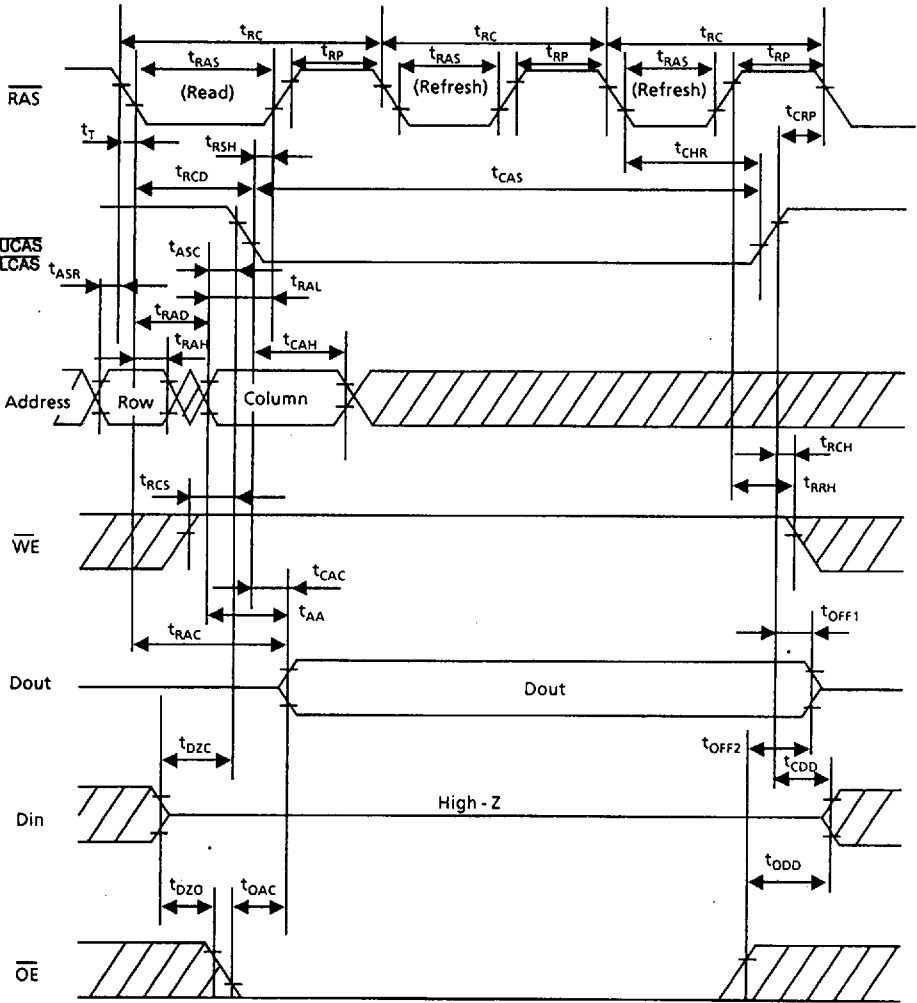 tRC tRC tRC
tRAS tRP tRAS tRP tRAS tRP
RAS (Read) (Refresh) (Refresh)
tT tRSH tCHR tCRP
tRCD tCAS
UCAS
LCAS
tASC
tASR tRAL
tRAD
tRAH tCAH
Address Row Column
tRCH
tRCS tRRH
WE
tCAC
tAA tOFF1
tRAC
Dout Dout
tDZC tOFF2 tCDD
High - Z
Din
tODD
tDZO tOAC
OE